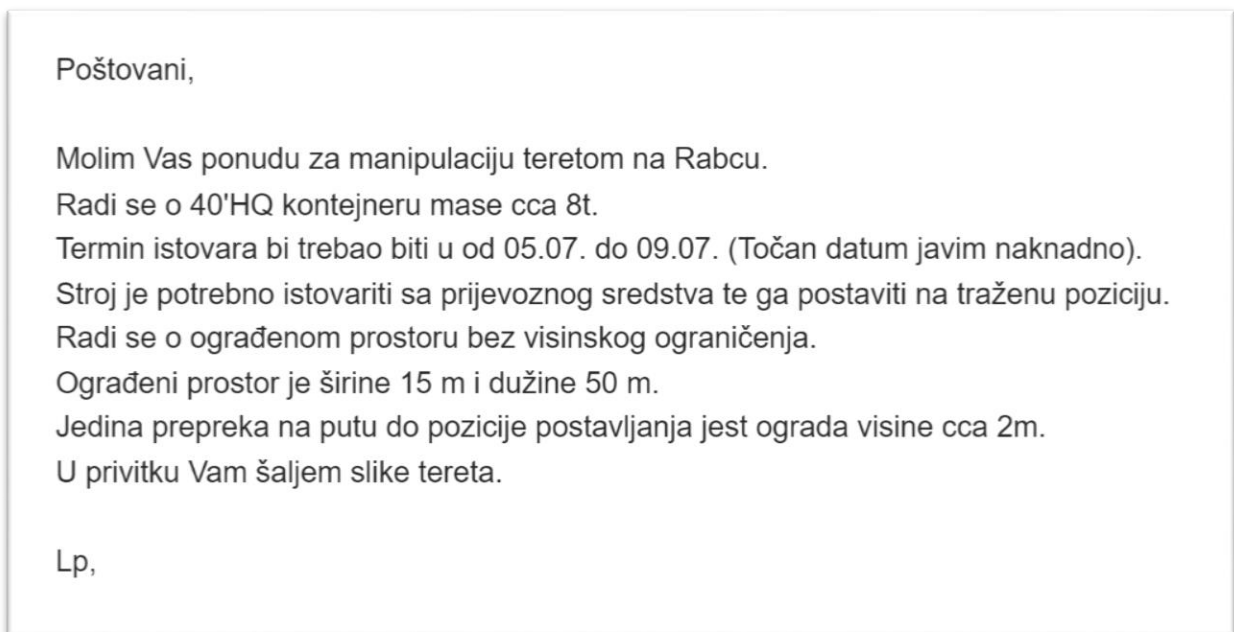 Poštovani,
Molim Vas ponudu za manipulaciju teretom na Rabcu.
Radi se o 40'HQ kontejneru mase cca 8t.
Termin istovara bi trebao biti u od 05.07. do 09.07. (Točan datum javim naknadno).
Stroj je potrebno istovariti sa prijevoznog sredstva te ga postaviti na traženu poziciju.
Radi se o ograđenom prostoru bez visinskog ograničenja.
Ograđeni prostor je širine 15 m i dužine 50 m.
Jedina prepreka na putu do pozicije postavljanja jest ograda visine cca 2m.
U privitku Vam šaljem slike tereta.
Lp,